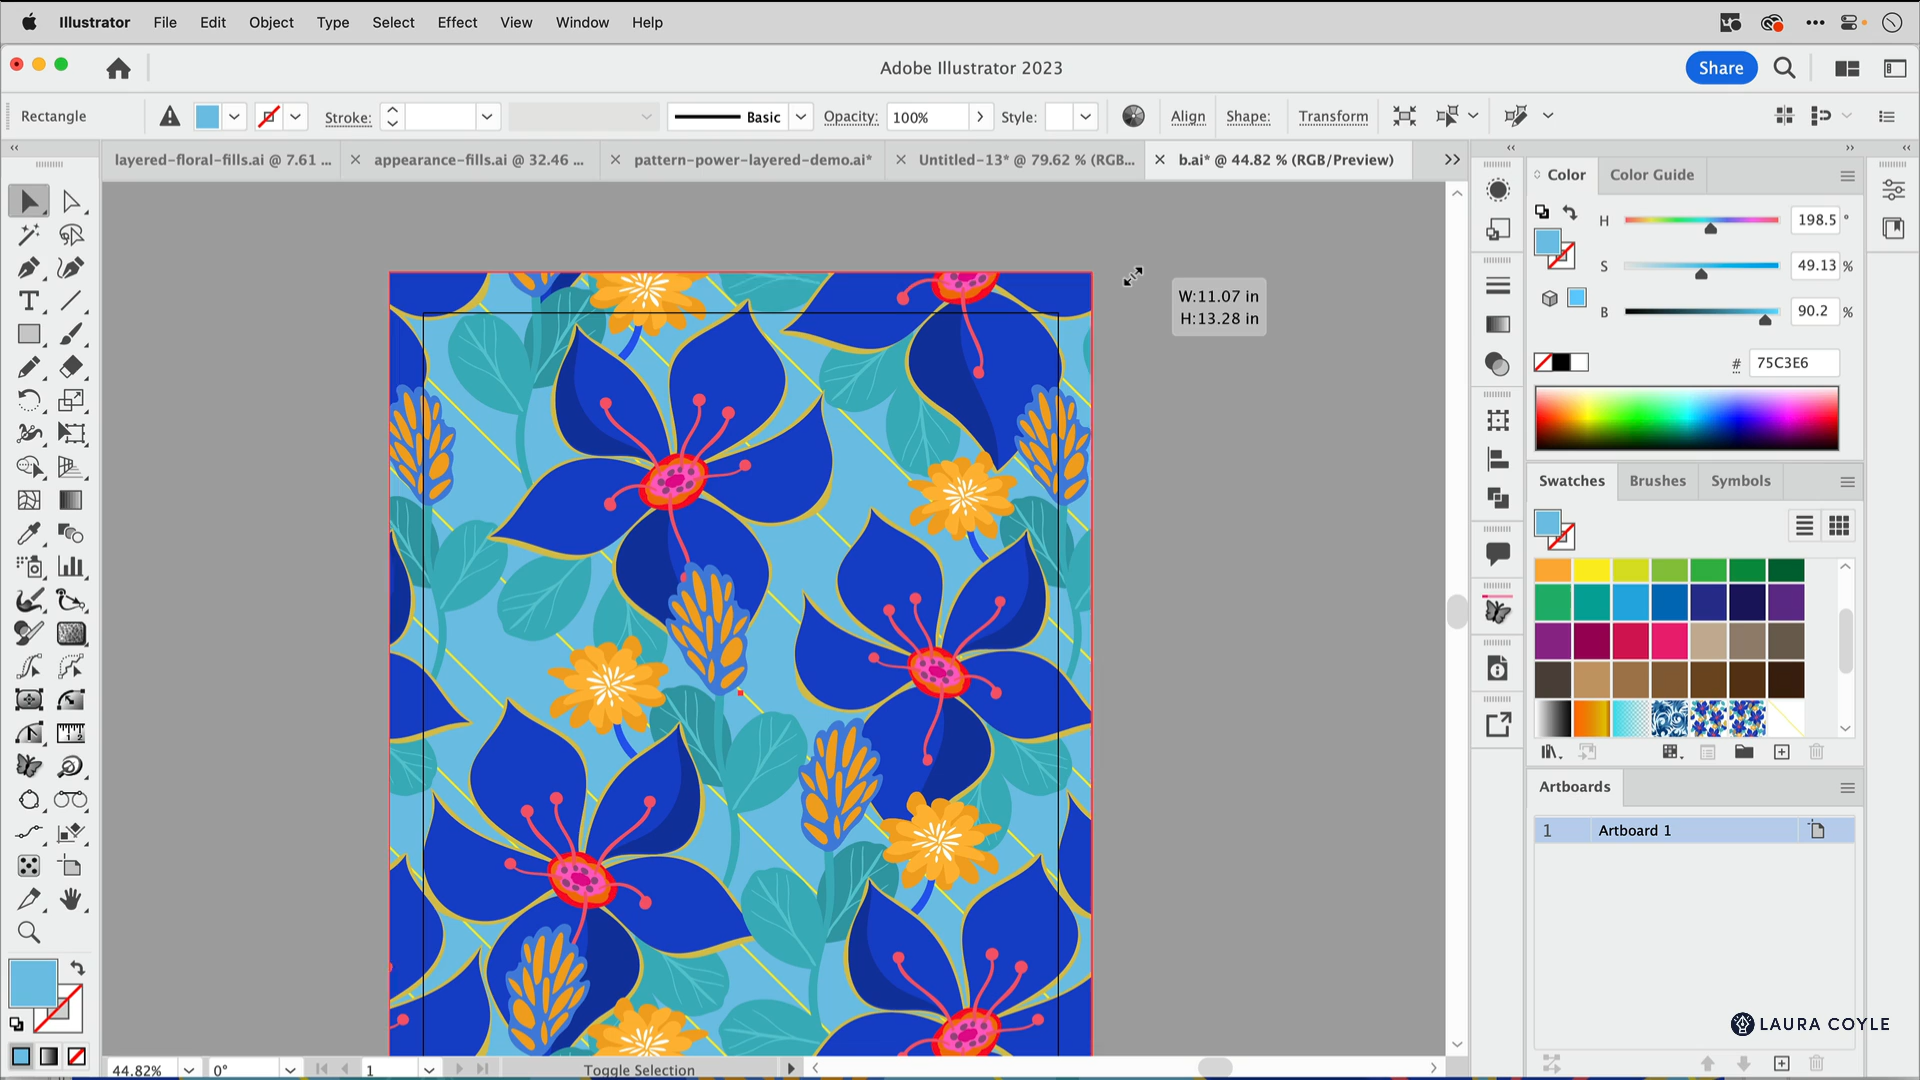 Illustrator File Edit Object Type Select Effect View Window Help
Adobe Illustrator 2023
Share
Rectangle
Stroke:
Basic
Opacity: 100%
Style:
Align
Shape:
Transform
layered-floral-fills.ai @ 7.61 ...
appearance-fills.ai @ 32.46 ...
pattern-power-layered-demo.ai*
Untitled-13* @ 79.62 % (RGB...
b.ai* @ 44.82 % (RGB/Preview)
W:11.07 in
H:13.28 in
Color
Color Guide
H 198.5 °
S 49.13 %
B 90.2 %
# 75C3E6
Swatches
Brushes
Symbols
Artboards
1 Artboard 1
LAURA COYLE
44.82%
0°
1
Toggle Selection